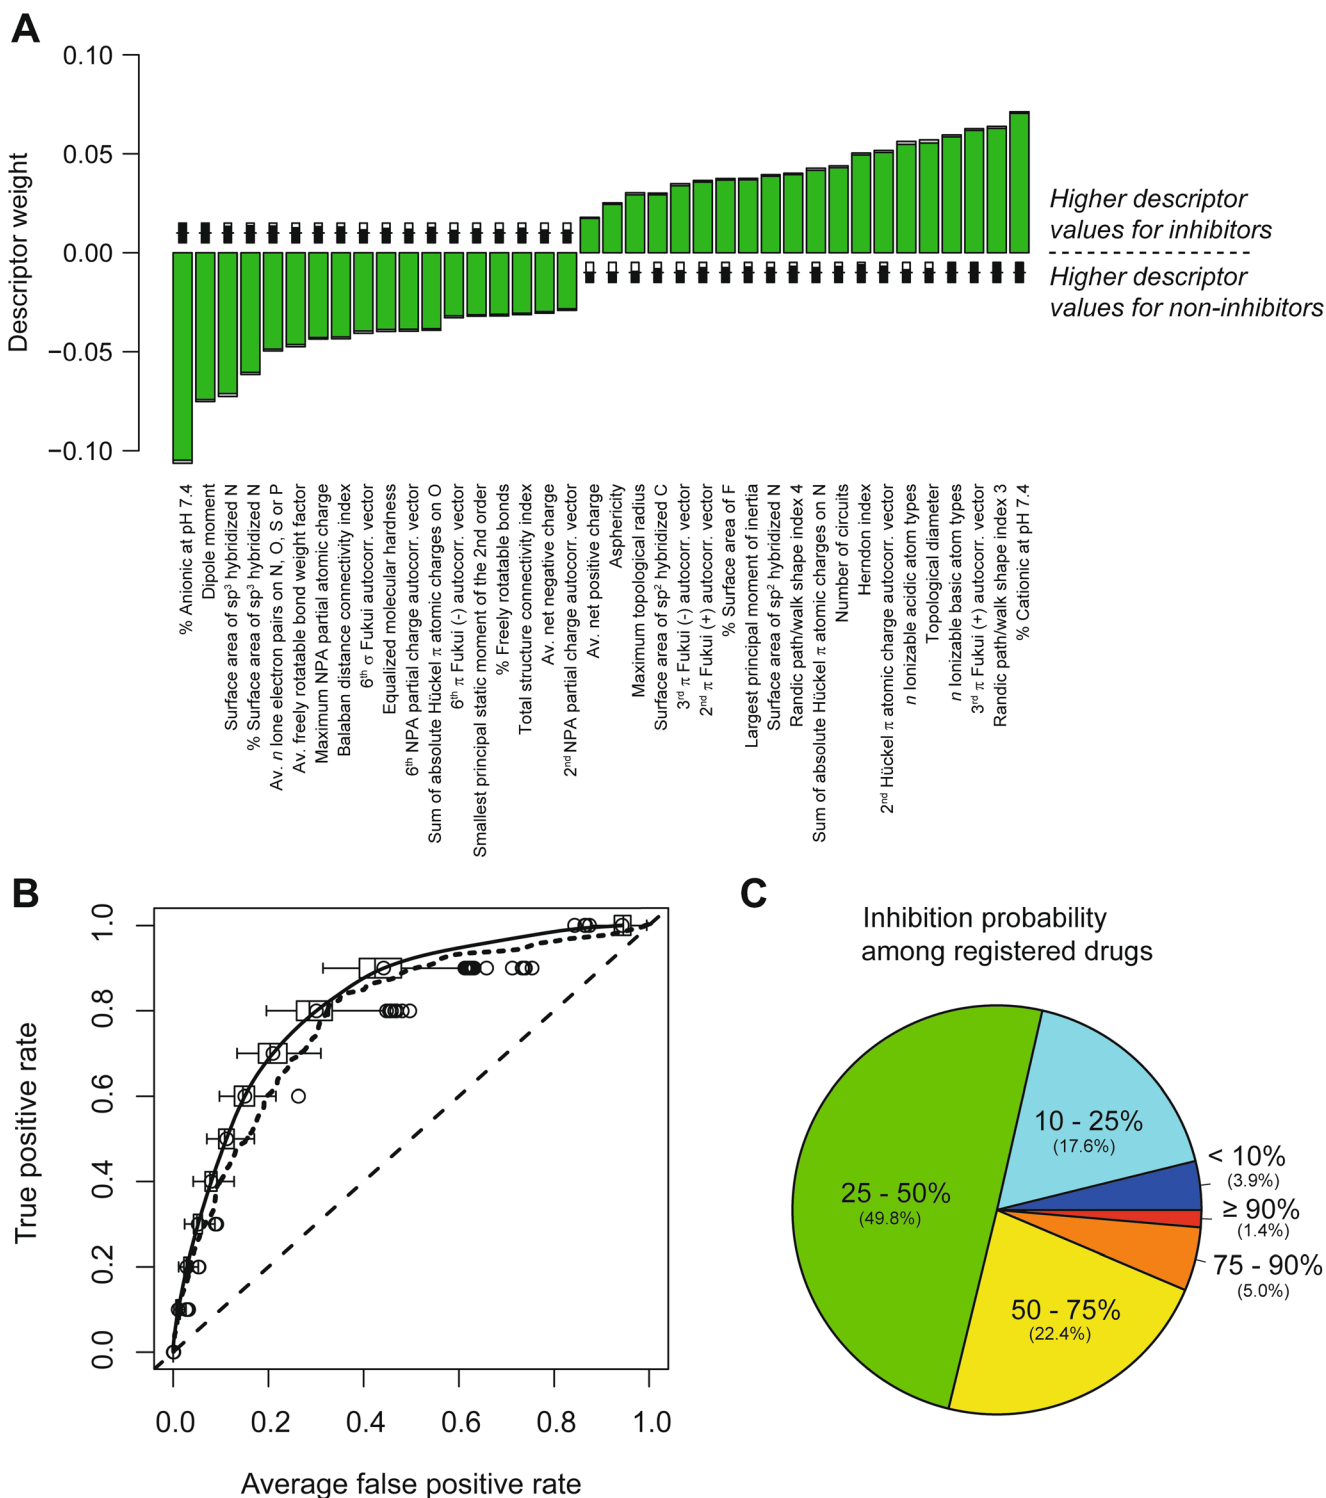 A
0.10
0.05
0.00
−0.05
−0.10
Descriptor weight
Higher descriptor
values for inhibitors
Higher descriptor
values for non-inhibitors
% Anionic at pH 7.4
Dipole moment
Surface area of sp³ hybridized N
% Surface area of sp³ hybridized N
Av. n lone electron pairs on N, O, S or P
Av. freely rotatable bond weight factor
Maximum NPA partial atomic charge
Balaban distance connectivity index
6th σ Fukui autocorr. vector
Equalized molecular hardness
6th NPA partial charge autocorr. vector
Sum of absolute Hückel π atomic charges on O
6th π Fukui (-) autocorr. vector
Smallest principal static moment of the 2nd order
% Freely rotatable bonds
Total structure connectivity index
Av. net negative charge
2nd NPA partial charge autocorr. vector
Av. net positive charge
Asphericity
Maximum topological radius
Surface area of sp² hybridized C
3rd π Fukui (-) autocorr. vector
2nd π Fukui (+) autocorr. vector
% Surface area of F
Largest principal moment of inertia
Surface area of sp² hybridized N
Randic path/walk shape index 4
Sum of absolute Hückel π atomic charges on N
Number of circuits
Herndon index
2nd Hückel π atomic charge autocorr. vector
n Ionizable acidic atom types
Topological diameter
n Ionizable basic atom types
3rd π Fukui (+) autocorr. vector
Randic path/walk shape index 3
% Cationic at pH 7.4
B
True positive rate
1.0
0.8
0.6
0.4
0.2
0.0
0.0 0.2 0.4 0.6 0.8 1.0
Average false positive rate
C
Inhibition probability
among registered drugs
10 - 25%
(17.6%)
< 10%
(3.9%)
≥ 90%
(1.4%)
75 - 90%
(5.0%)
25 - 50%
(49.8%)
50 - 75%
(22.4%)